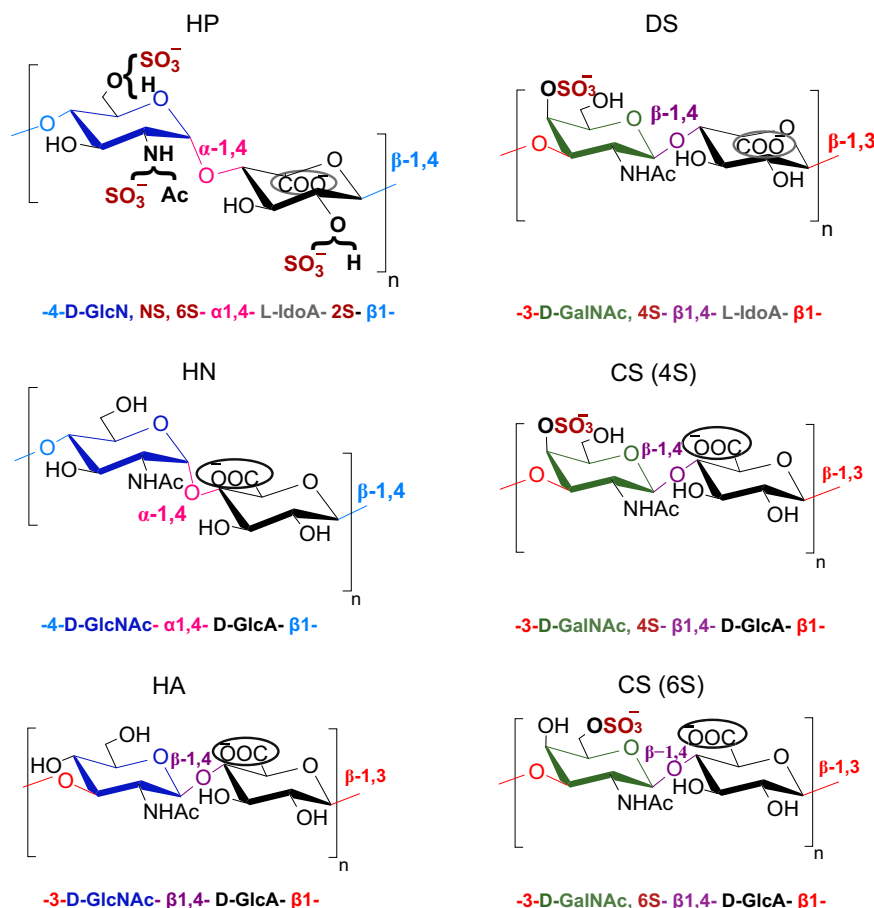 HP
SO₃⁻
O
H
O
O
HO
α-1,4
NH
O
O
β-1,4
COO⁻
SO₃⁻ Ac
HO
O
SO₃⁻ H
n
-4-D-GlcN, NS, 6S- α1,4- L-IdoA- 2S- β1-
DS
OSO₃⁻
OH
β-1,4
O
O
O
O
β-1,3
COO⁻
HO
NHAc
OH
n
-3-D-GalNAc, 4S- β1,4- L-IdoA- β1-
HN
OH
O
O
HO
NHAc
O
⁻OOC
O
β-1,4
α-1,4
HO
OH
n
-4-D-GlcNAc- α1,4- D-GlcA- β1-
CS (4S)
OSO₃⁻
OH
⁻OOC
β-1,4
O
O
O
O
β-1,3
HO
NHAc
OH
n
-3-D-GalNAc, 4S- β1,4- D-GlcA- β1-
HA
OH
⁻OOC
β-1,4
HO
O
O
O
O
β-1,3
NHAc
HO
OH
n
-3-D-GlcNAc- β1,4- D-GlcA- β1-
CS (6S)
OH
OSO₃⁻
⁻OOC
β-1,4
O
O
O
O
β-1,3
HO
NHAc
OH
n
-3-D-GalNAc, 6S- β1,4- D-GlcA- β1-